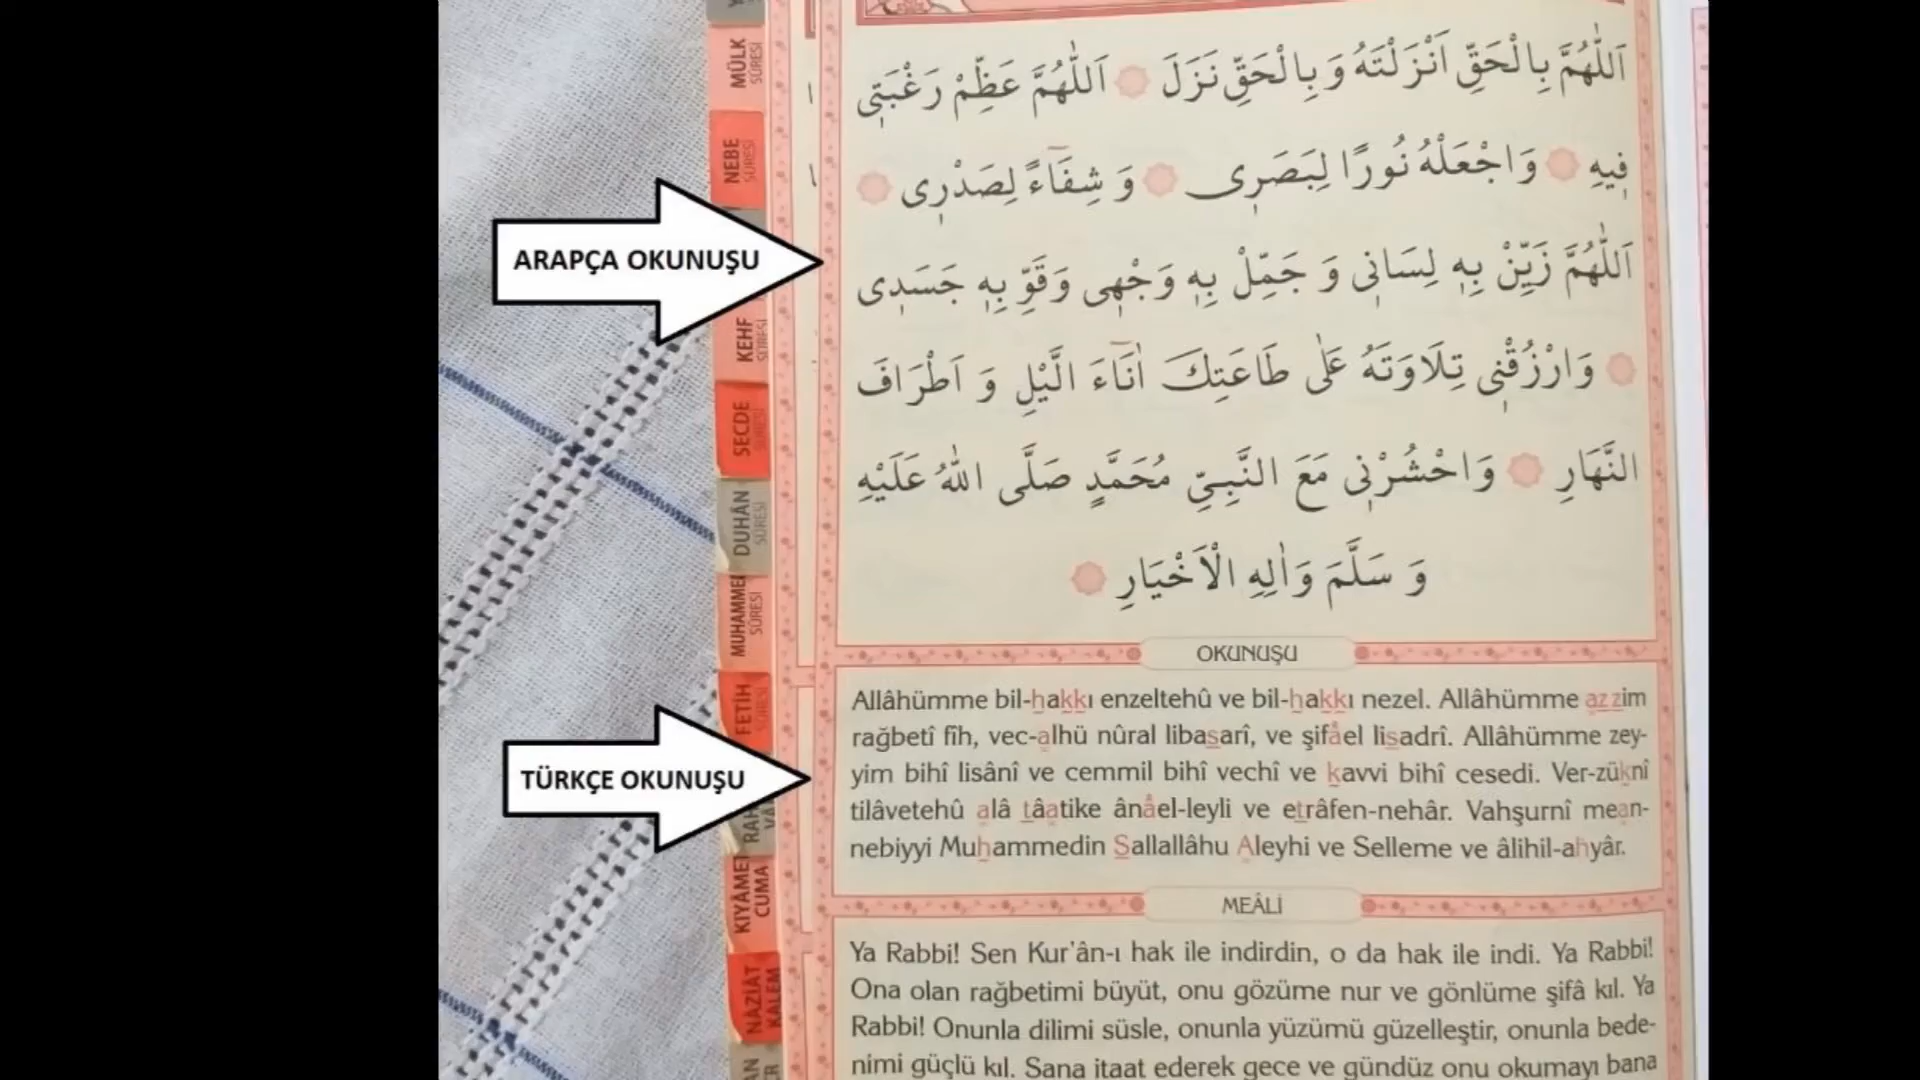 اَللّٰهُمَّ بِالْحَقِّ اَنْزَلْتَهُ وَبِالْحَقِّ نَزَلَ اَللّٰهُمَّ عَظِّمْ رَغْبَتٖى
فٖيهِ وَاجْعَلْهُ نُورًا لِبَصَرٖى وَ شِفَٓاءً لِصَدْرٖى
اَللّٰهُمَّ زَيِّنْ بِهٖ لِسَانٖى وَ جَمِّلْ بِهٖ وَجْهٖى وَقَوِّ بِهٖ جَسَدٖى
وَارْزُقْنٖى تِلَاوَتَهُ عَلٰى طَاعَتِكَ اٰنَٓاءَ الَّيْلِ وَ اَطْرَافَ
النَّهَارِ وَاحْشُرْنٖى مَعَ النَّبِىِّ مُحَمَّدٍ صَلَّى اللّٰهُ عَلَيْهِ
وَ سَلَّمَ وَاٰلِهِ الْاَخْيَارِ
OKUNUŞU
Allâhümme bil-hakkı enzeltehû ve bil-hakkı nezel. Allâhümme azzim
rağbetî fîh, vec-alhü nûral libasarî, ve şifâel lisadrî. Allâhümme zey-
yim bihî lisânî ve cemmil bihî vechî ve kavvi bihî cesedi. Ver-züknî
tilâvetehû alâ tâatike ânâel-leyli ve etrâfen-nehâr. Vahşurnî mean-
nebiyyi Muhammedin Sallallâhu Aleyhi ve Selleme ve âlihil-ahyâr.
MEÂLİ
Ya Rabbi! Sen Kur'ân-ı hak ile indirdin, o da hak ile indi. Ya Rabbi!
Ona olan rağbetimi büyüt, onu gözüme nur ve gönlüme şifâ kıl. Ya
Rabbi! Onunla dilimi süsle, onunla yüzümü güzelleştir, onunla bede-
nimi güçlü kıl. Sana itaat ederek gece ve gündüz onu okumayı bana
ARAPÇA OKUNUŞU
TÜRKÇE OKUNUŞU
MÜLK
SÛRESİ
NEBE
SÛRESİ
KEHF
SÛRESİ
SECDE
SÛRESİ
DUHÂN
SÛRESİ
MUHAMMED
SÛRESİ
FETİH
SÛRESİ
KIYÂME
CUMA
NÂZİÂT
KALEM